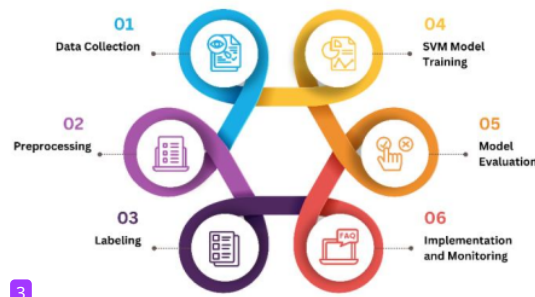 01
Data Collection
02
Preprocessing
03
Labeling
04
SVM Model
Training
05
Model
Evaluation
06
Implementation
and Monitoring
FAQ
3